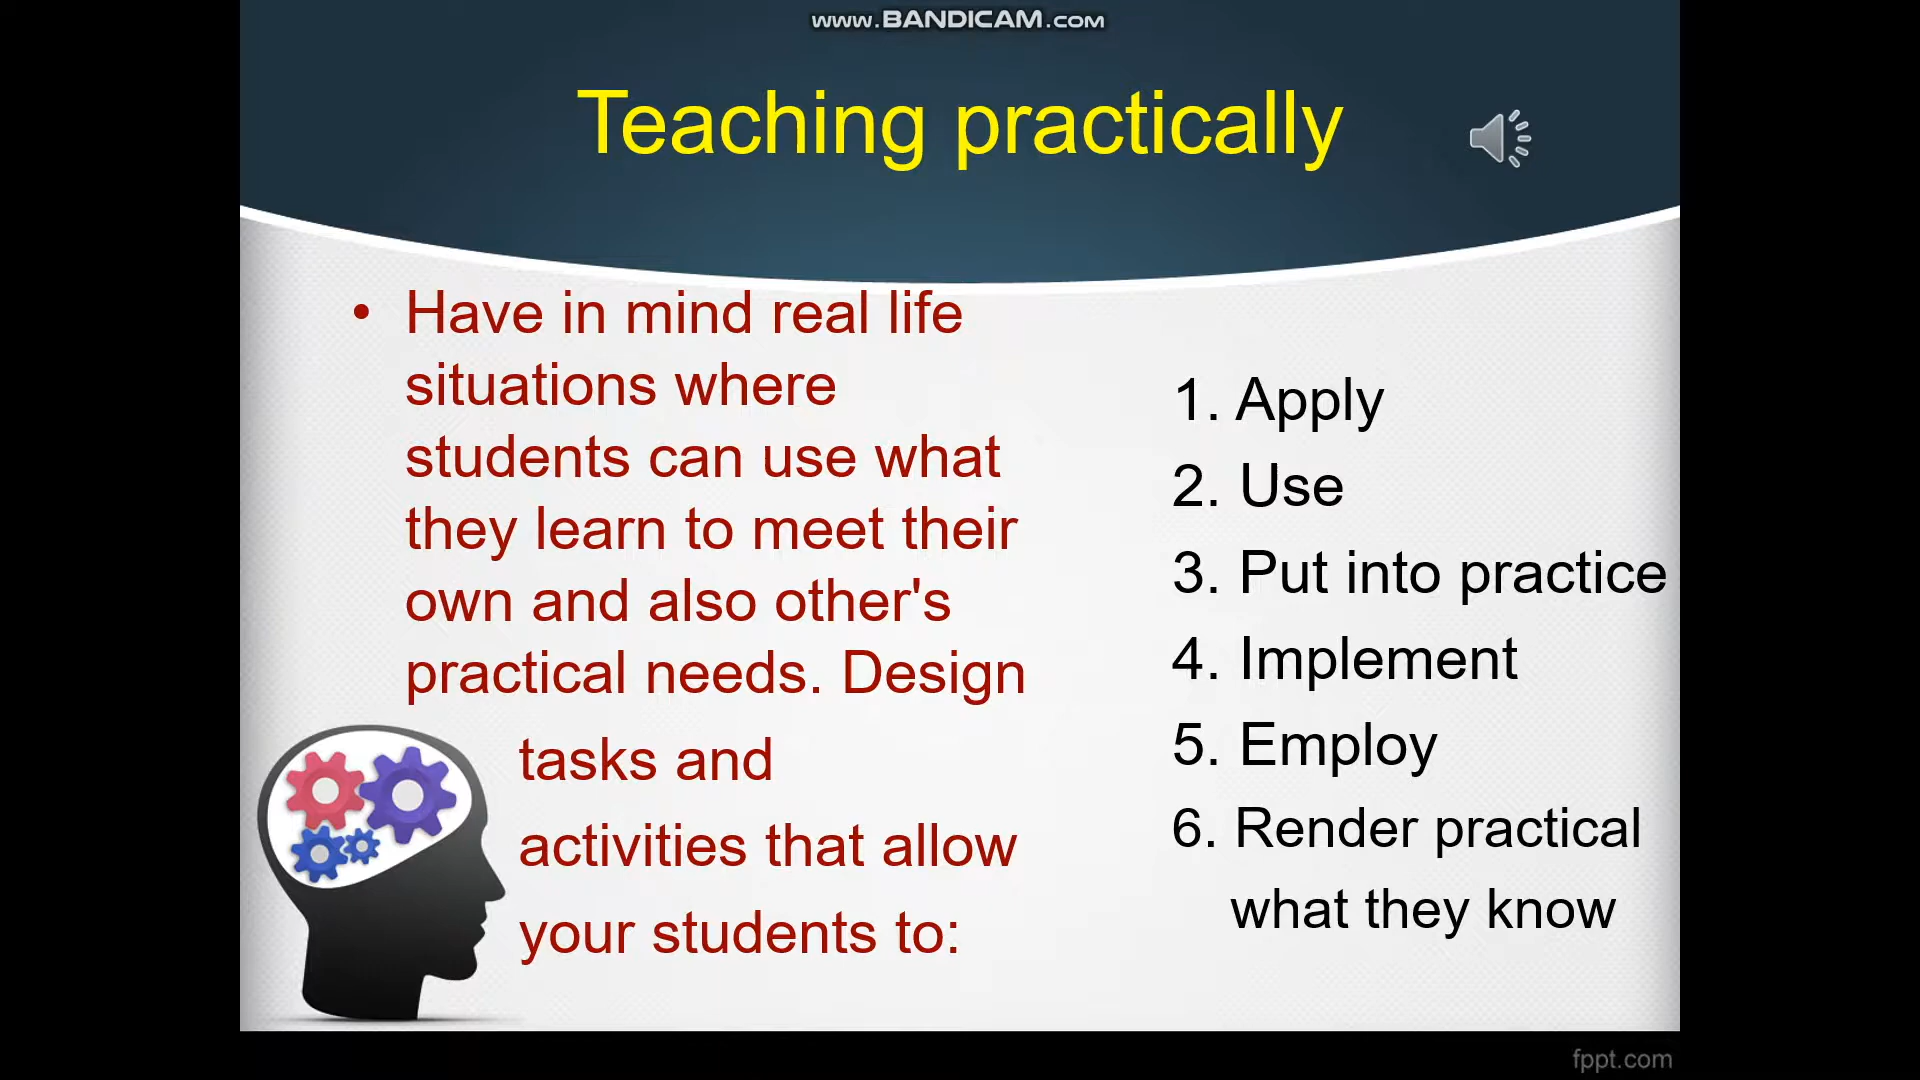 www.BANDICAM.com
Teaching practically
• Have in mind real life
situations where
students can use what
they learn to meet their
own and also other's
practical needs. Design
tasks and
activities that allow
your students to:
1. Apply
2. Use
3. Put into practice
4. Implement
5. Employ
6. Render practical
what they know
fppt.com